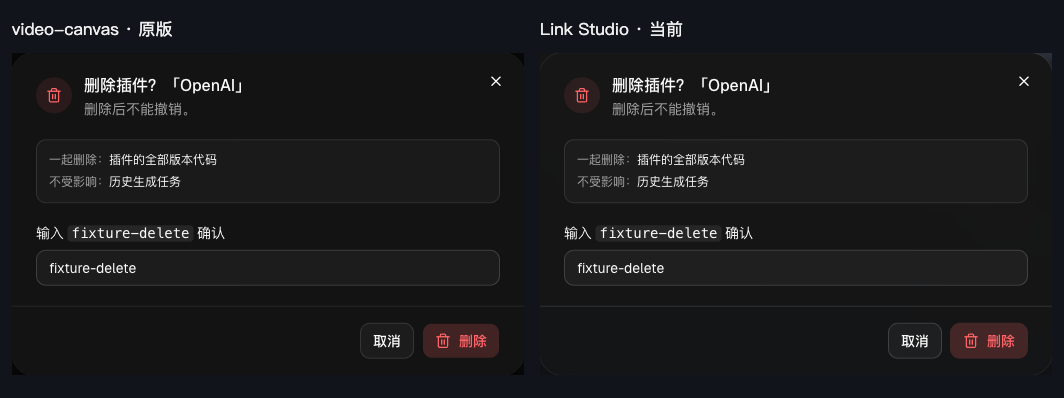 video-canvas · 原版
删除插件？「OpenAI」
删除后不能撤销。
一起删除：插件的全部版本代码
不受影响：历史生成任务
输入 fixture-delete 确认
fixture-delete
取消
删除
Link Studio · 当前
删除插件？「OpenAI」
删除后不能撤销。
一起删除：插件的全部版本代码
不受影响：历史生成任务
输入 fixture-delete 确认
fixture-delete
取消
删除